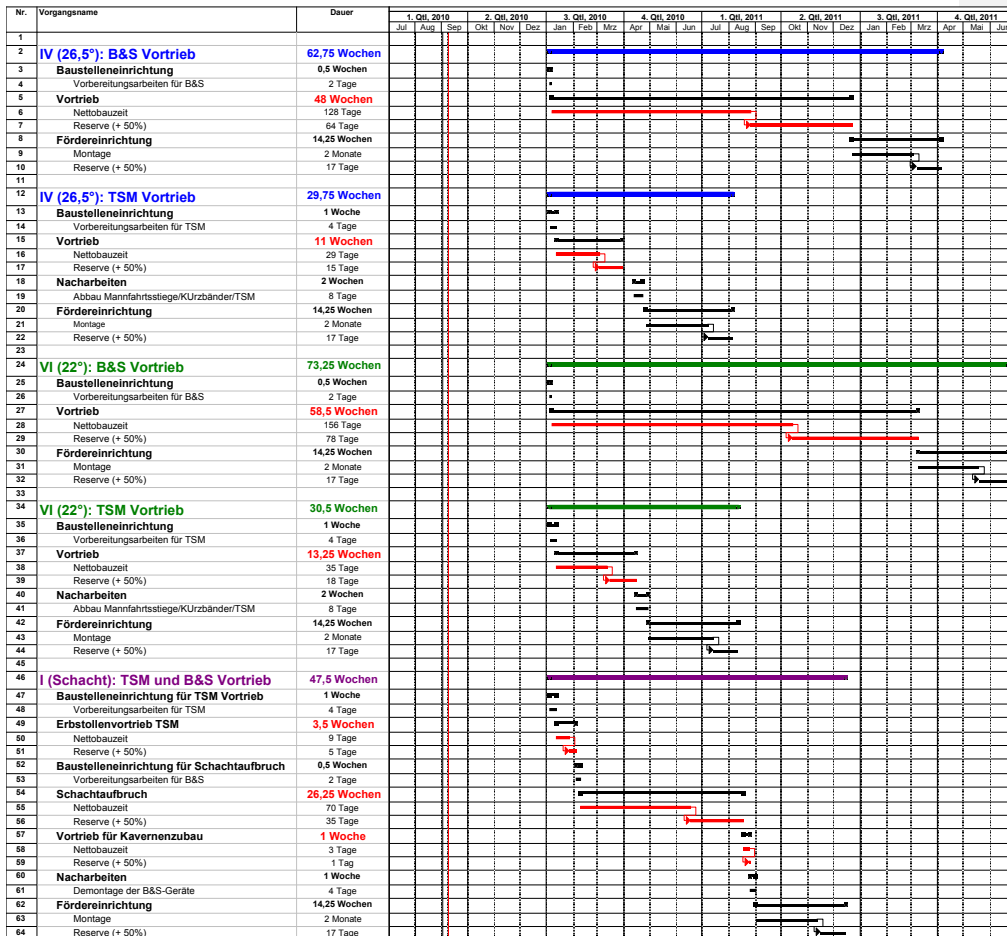 Nr. Vorgangsname Dauer
1. Qtl, 2010 2. Qtl, 2010 3. Qtl, 2010 4. Qtl, 2010 1. Qtl, 2011 2. Qtl, 2011 3. Qtl, 2011 4. Qtl, 2011
Jul Aug Sep Okt Nov Dez Jan Feb Mrz Apr Mai Jun Jul Aug Sep Okt Nov Dez Jan Feb Mrz Apr Mai Jun
1
2 IV (26,5°): B&S Vortrieb 62,75 Wochen
3 Baustelleneinrichtung 0,5 Wochen
4 Vorbereitungsarbeiten für B&S 2 Tage
5 Vortrieb 48 Wochen
6 Nettobauzeit 128 Tage
7 Reserve (+ 50%) 64 Tage
8 Fördereinrichtung 14,25 Wochen
9 Montage 2 Monate
10 Reserve (+ 50%) 17 Tage
11
12 IV (26,5°): TSM Vortrieb 29,75 Wochen
13 Baustelleneinrichtung 1 Woche
14 Vorbereitungsarbeiten für TSM 4 Tage
15 Vortrieb 11 Wochen
16 Nettobauzeit 29 Tage
17 Reserve (+ 50%) 15 Tage
18 Nacharbeiten 2 Wochen
19 Abbau Mannfahrtsstiege/KUrzbänder/TSM 8 Tage
20 Fördereinrichtung 14,25 Wochen
21 Montage 2 Monate
22 Reserve (+ 50%) 17 Tage
23
24 VI (22°): B&S Vortrieb 73,25 Wochen
25 Baustelleneinrichtung 0,5 Wochen
26 Vorbereitungsarbeiten für B&S 2 Tage
27 Vortrieb 58,5 Wochen
28 Nettobauzeit 156 Tage
29 Reserve (+ 50%) 78 Tage
30 Fördereinrichtung 14,25 Wochen
31 Montage 2 Monate
32 Reserve (+ 50%) 17 Tage
33
34 VI (22°): TSM Vortrieb 30,5 Wochen
35 Baustelleneinrichtung 1 Woche
36 Vorbereitungsarbeiten für TSM 4 Tage
37 Vortrieb 13,25 Wochen
38 Nettobauzeit 35 Tage
39 Reserve (+ 50%) 18 Tage
40 Nacharbeiten 2 Wochen
41 Abbau Mannfahrtsstiege/KUrzbänder/TSM 8 Tage
42 Fördereinrichtung 14,25 Wochen
43 Montage 2 Monate
44 Reserve (+ 50%) 17 Tage
45
46 I (Schacht): TSM und B&S Vortrieb 47,5 Wochen
47 Baustelleneinrichtung für TSM Vortrieb 1 Woche
48 Vorbereitungsarbeiten für TSM 4 Tage
49 Erbstollenvortrieb TSM 3,5 Wochen
50 Nettobauzeit 9 Tage
51 Reserve (+ 50%) 5 Tage
52 Baustelleneinrichtung für Schachtaufbruch 0,5 Wochen
53 Vorbereitungsarbeiten für B&S 2 Tage
54 Schachtaufbruch 26,25 Wochen
55 Nettobauzeit 70 Tage
56 Reserve (+ 50%) 35 Tage
57 Vortrieb für Kavernenzubau 1 Woche
58 Nettobauzeit 3 Tage
59 Reserve (+ 50%) 1 Tag
60 Nacharbeiten 1 Woche
61 Demontage der B&S-Geräte 4 Tage
62 Fördereinrichtung 14,25 Wochen
63 Montage 2 Monate
64 Reserve (+ 50%) 17 Tage